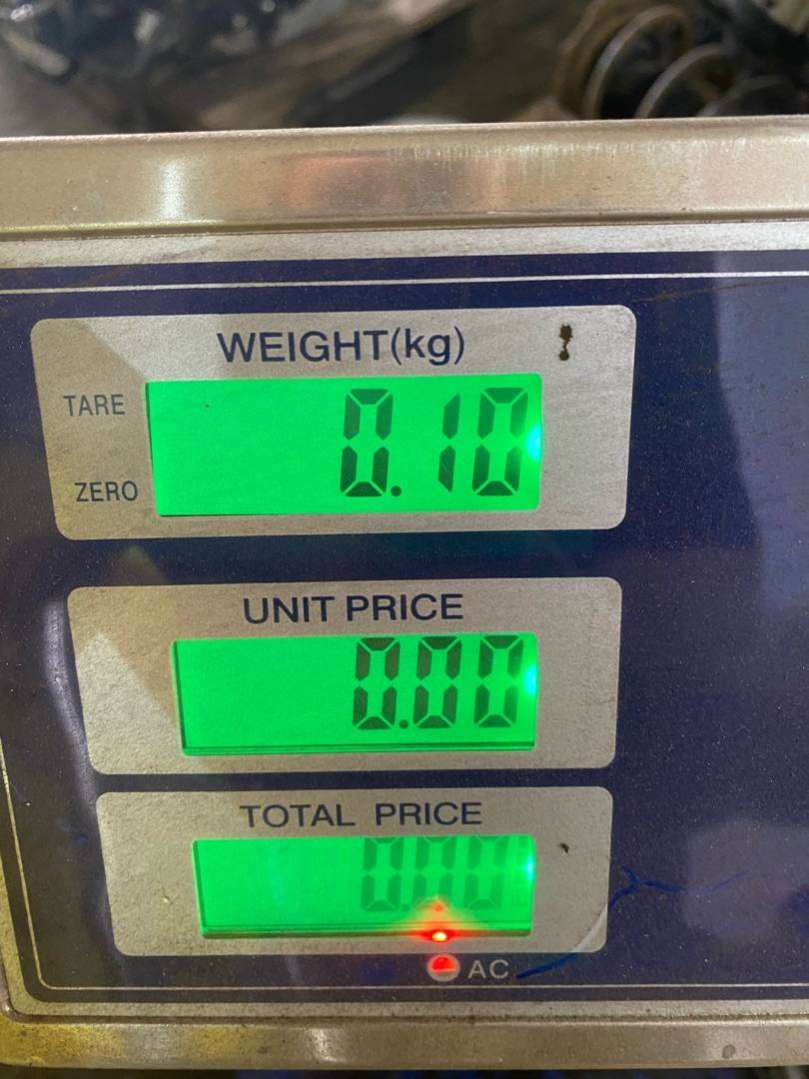 WEIGHT(kg)
TARE
0.10
ZERO
UNIT PRICE
0.00
TOTAL PRICE
0.00
AC